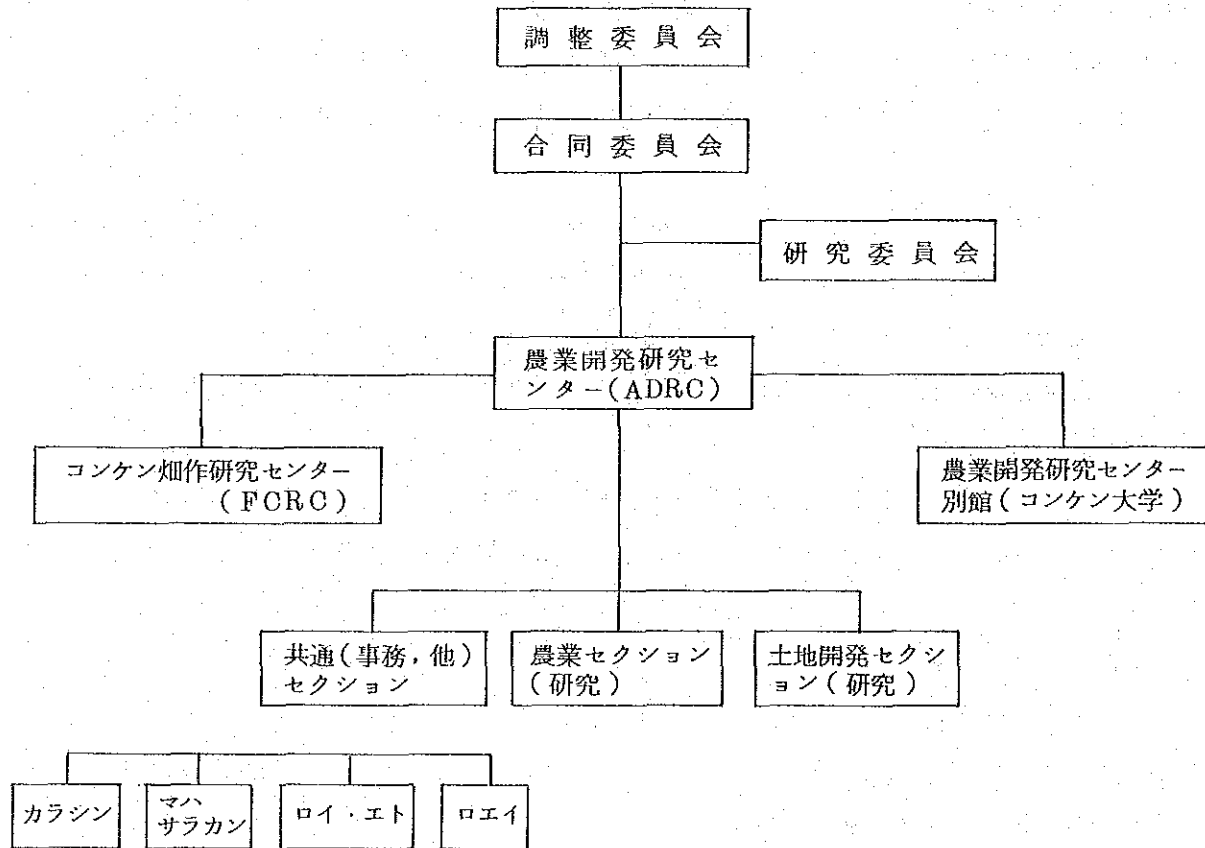 調整委員会
合同委員会
研究委員会
農業開発研究セ
ンター(ADRC)
コンケン畑作研究センター
(FCRC)
農業開発研究センター
別館(コンケン大学)
共通(事務,他)
セクション
農業セクション
(研究)
土地開発セクシ
ョン(研究)
カラシン
マハ
サラカン
ロイ・エト
ロエイ